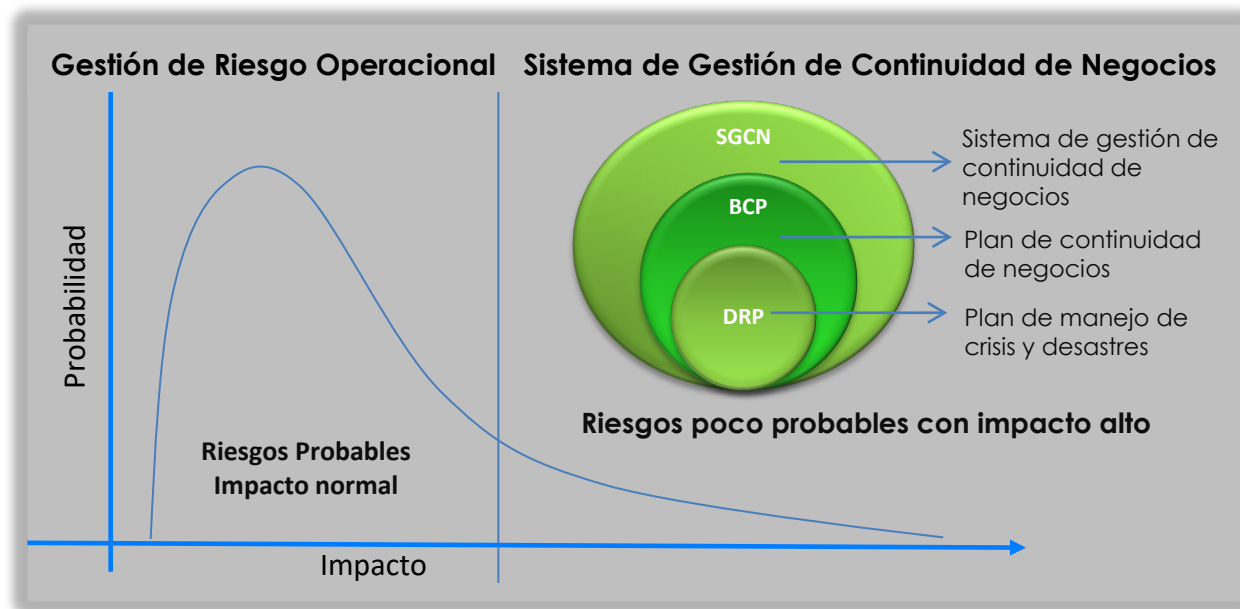 Gestión de Riesgo Operacional
Sistema de Gestión de Continuidad de Negocios
Probabilidad
Riesgos Probables
Impacto normal
Impacto
SGCN
BCP
DRP
Sistema de gestión de
continuidad de
negocios
Plan de continuidad
de negocios
Plan de manejo de
crisis y desastres
Riesgos poco probables con impacto alto